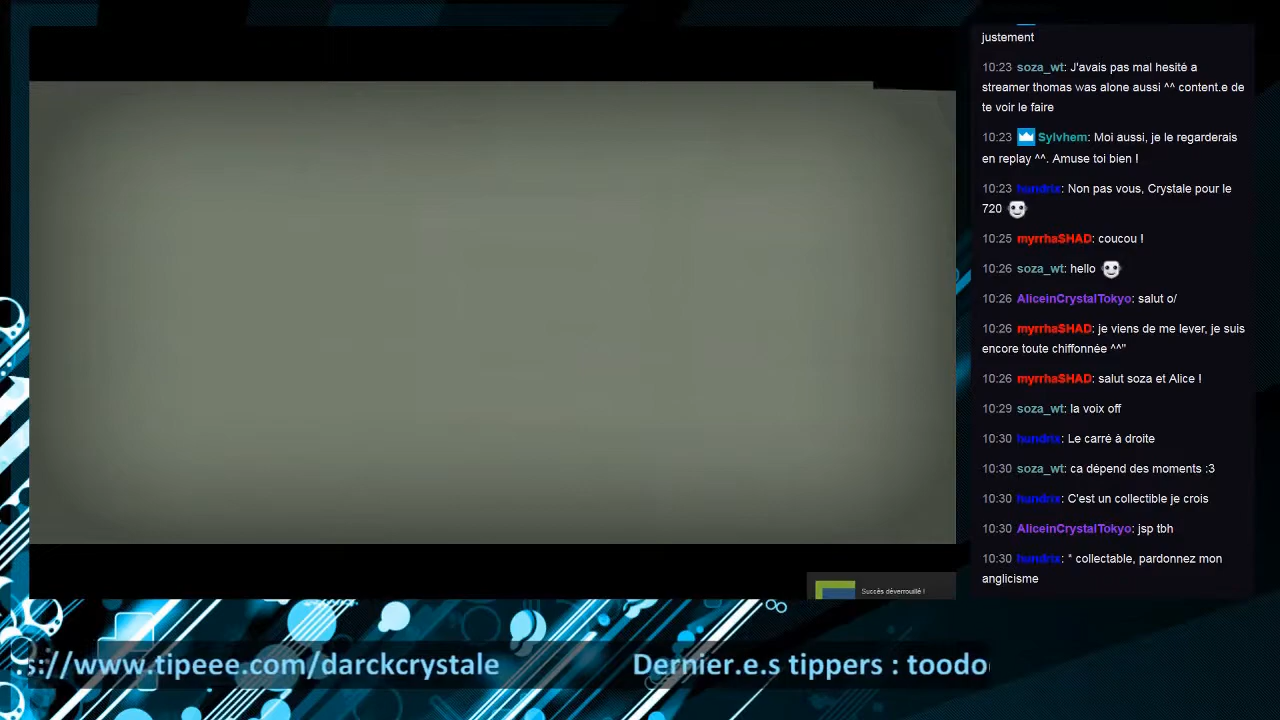 justement
10:23 soza_wt: J'avais pas mal hesité a
streamer thomas was alone aussi ^^ content.e de
te voir le faire
10:23 Sylvhem: Moi aussi, je le regarderais
en replay ^^. Amuse toi bien !
10:23 hundrix: Non pas vous, Crystale pour le
720
10:25 myrrha$HAD: coucou !
10:26 soza_wt: hello
10:26 AliceinCrystalTokyo: salut o/
10:26 myrrha$HAD: je viens de me lever, je suis
encore toute chiffonnée ^^"
10:26 myrrha$HAD: salut soza et Alice !
10:29 soza_wt: la voix off
10:30 hundrix: Le carré à droite
10:30 soza_wt: ca dépend des moments :3
10:30 hundrix: C'est un collectible je crois
10:30 AliceinCrystalTokyo: jsp tbh
10:30 hundrix: * collectable, pardonnez mon
anglicisme
Succès déverrouillé !
s://www.tipeee.com/darckcrystale Dernier.e.s tippers : toodo